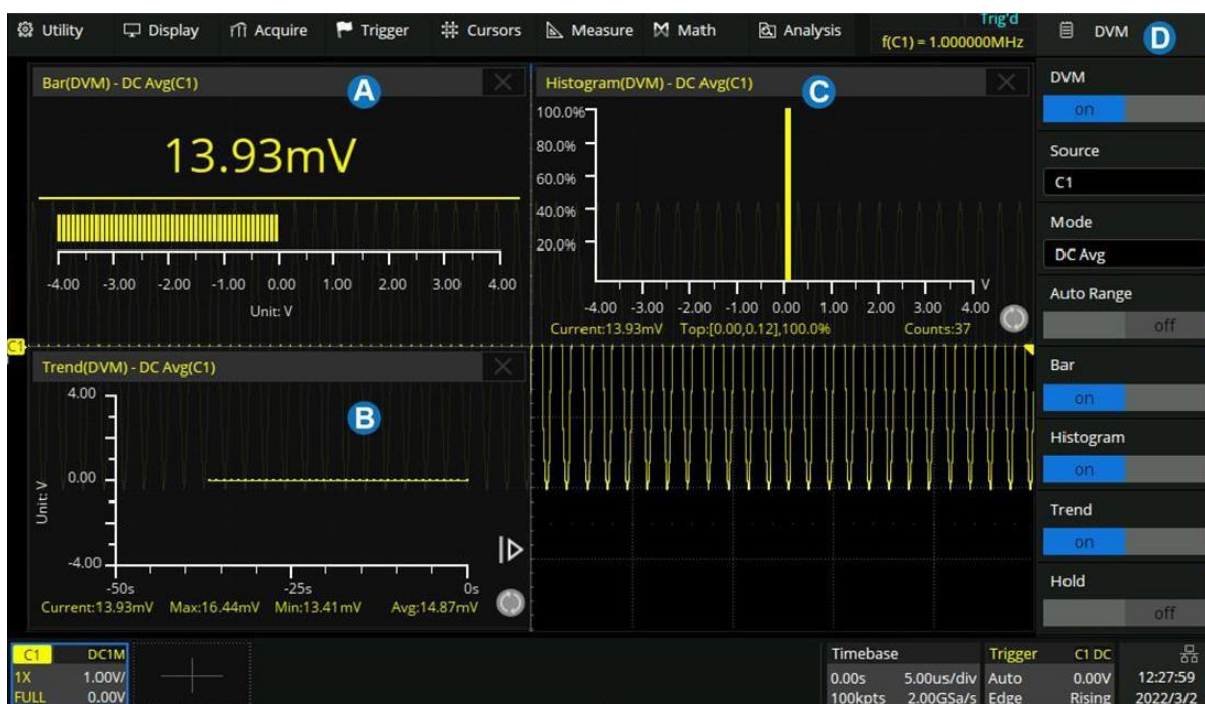 Utility Display Acquire Trigger Cursors Measure Math Analysis
Trig'd
f(C1) = 1.000000MHz
DVM
D
Bar(DVM) - DC Avg(C1)
A
13.93mV
-4.00 -3.00 -2.00 -1.00 0.00 1.00 2.00 3.00 4.00
Unit: V
Histogram(DVM) - DC Avg(C1)
C
100.0%
80.0%
60.0%
40.0%
20.0%
V
-4.00 -3.00 -2.00 -1.00 0.00 1.00 2.00 3.00 4.00
Current:13.93mV Top:[0.00,0.12],100.0% Counts:37
C1
Trend(DVM) - DC Avg(C1)
B
4.00
0.00
-4.00
Unit: V
-50s -25s 0s
Current:13.93mV Max:16.44mV Min:13.41mV Avg:14.87mV
DVM
on
Source
C1
Mode
DC Avg
Auto Range
off
Bar
on
Histogram
on
Trend
on
Hold
off
C1 DC1M
1X 1.00V/
FULL 0.00V
Timebase
0.00s 5.00us/div
100kpts 2.00GSa/s
Trigger C1 DC
Auto 0.00V
Edge Rising
12:27:59
2022/3/2